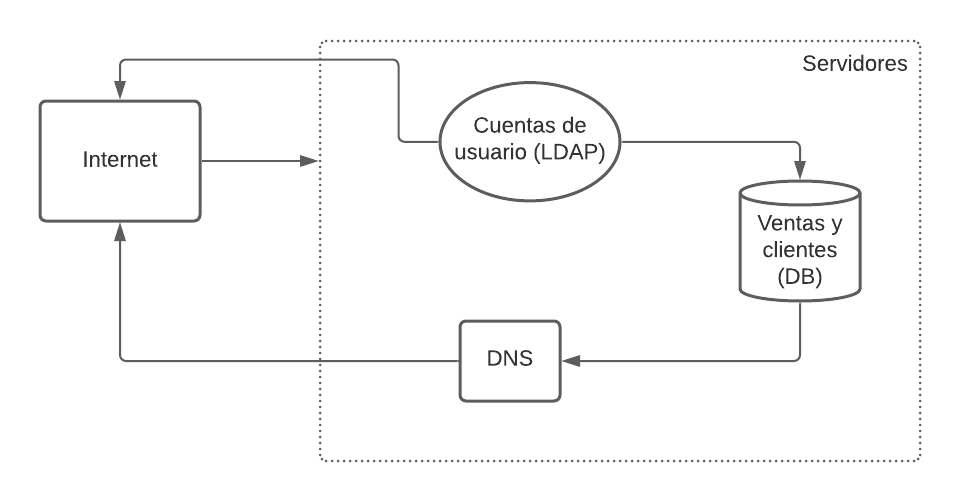 Servidores
Cuentas de
usuario (LDAP)
Internet
Ventas y
clientes
(DB)
DNS